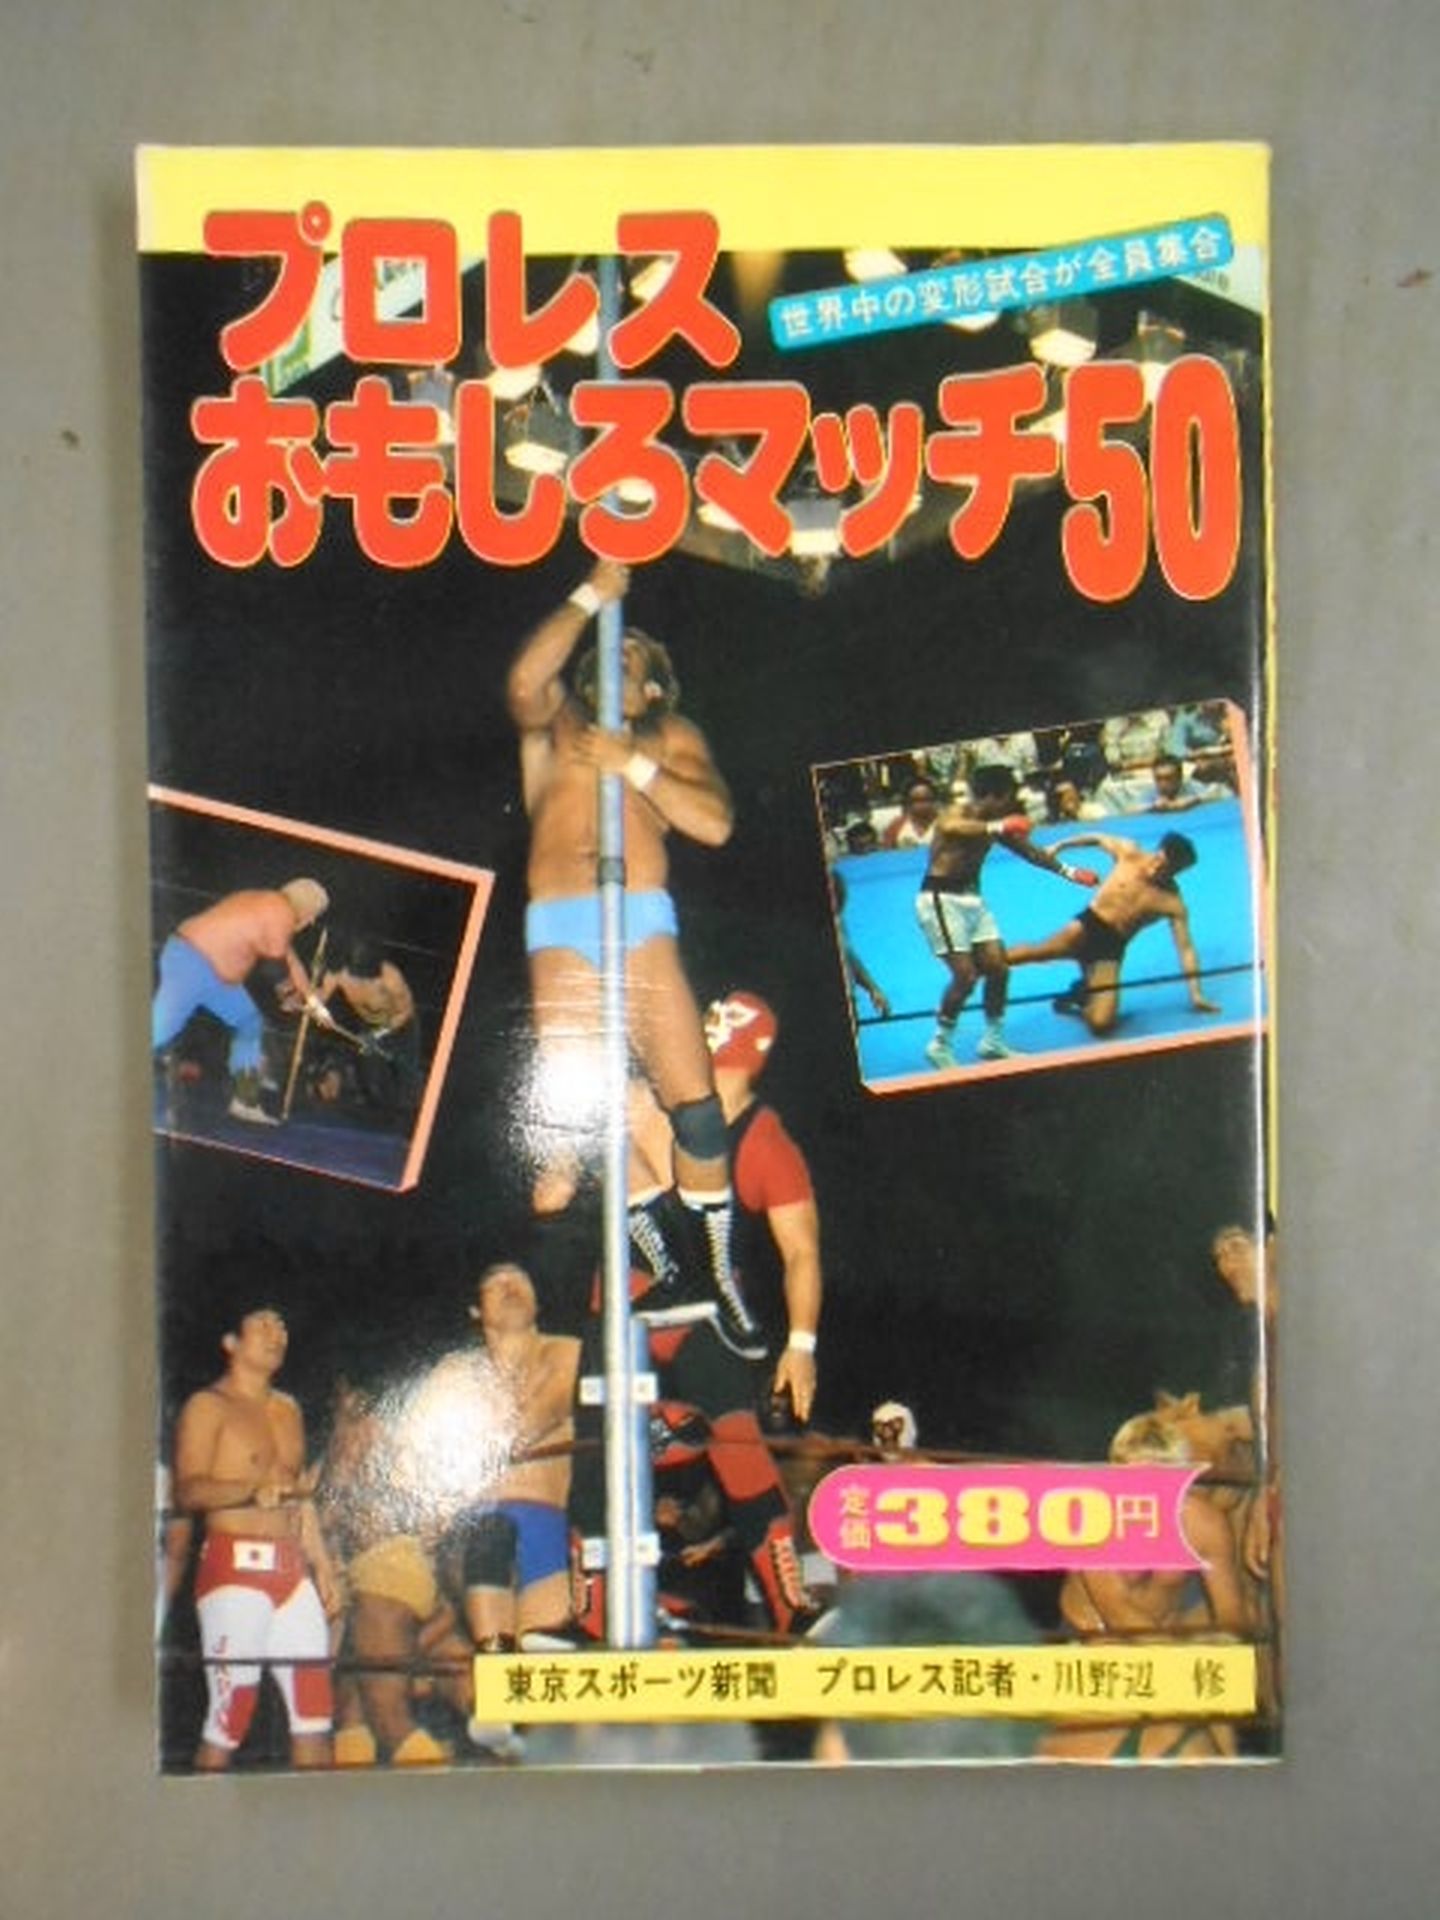 プロレス
世界中の変形試合が全員集合
おもしろマッチ50
定価380円
東京スポーツ新聞　プロレス記者・川野辺　修